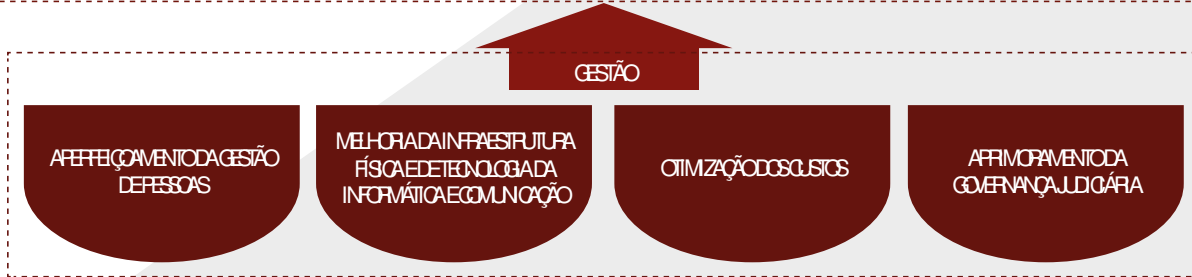 GESTÃO
APERFEIÇOAMENTO DA GESTÃO
DE PESSOAS
MELHORIA DA INFRAESTRUTURA
FÍSICA E DE TECNOLOGIA DA
INFORMÁTICA E COMUNICAÇÃO
OTIMIZAÇÃO DOS CUSTOS
APRIMORAMENTO DA
GOVERNANÇA JUDICIÁRIA